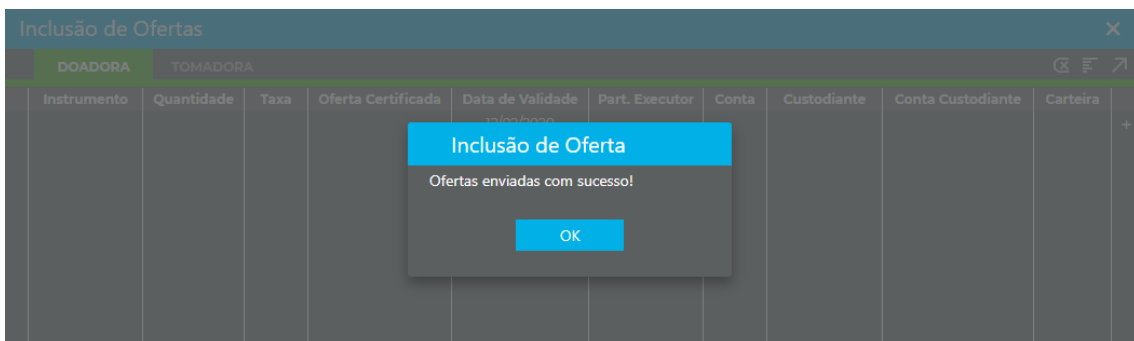 Inclusão de Ofertas
DOADORA TOMADORA
Instrumento Quantidade Taxa Oferta Certificada Data de Validade Part. Executor Conta Custodiante Conta Custodiante Carteira
Inclusão de Oferta
Ofertas enviadas com sucesso!
OK